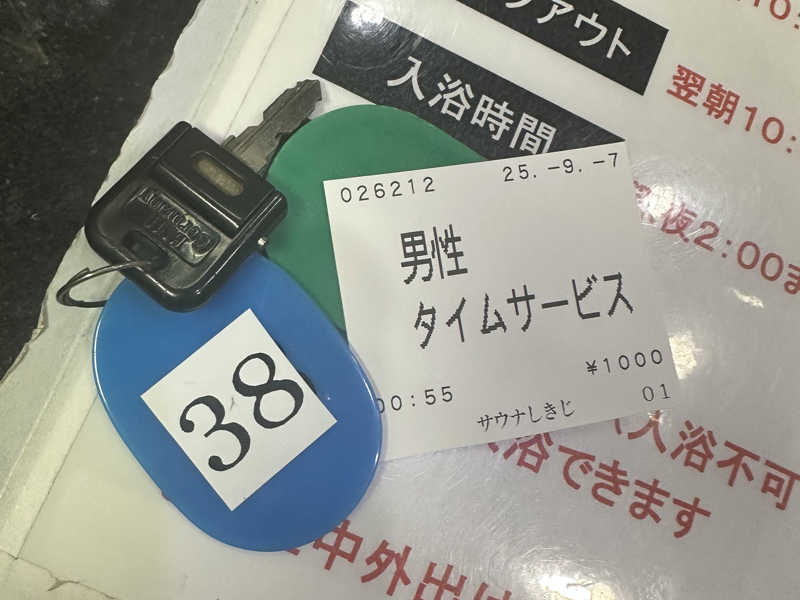 アウト
入浴時間
翌朝10:
夜2:00ま
026212
25.-9.-7
男性
タイムサービス
¥1000
00:55
01
サウナしきじ
38
入浴不可
浴できます
中外出は